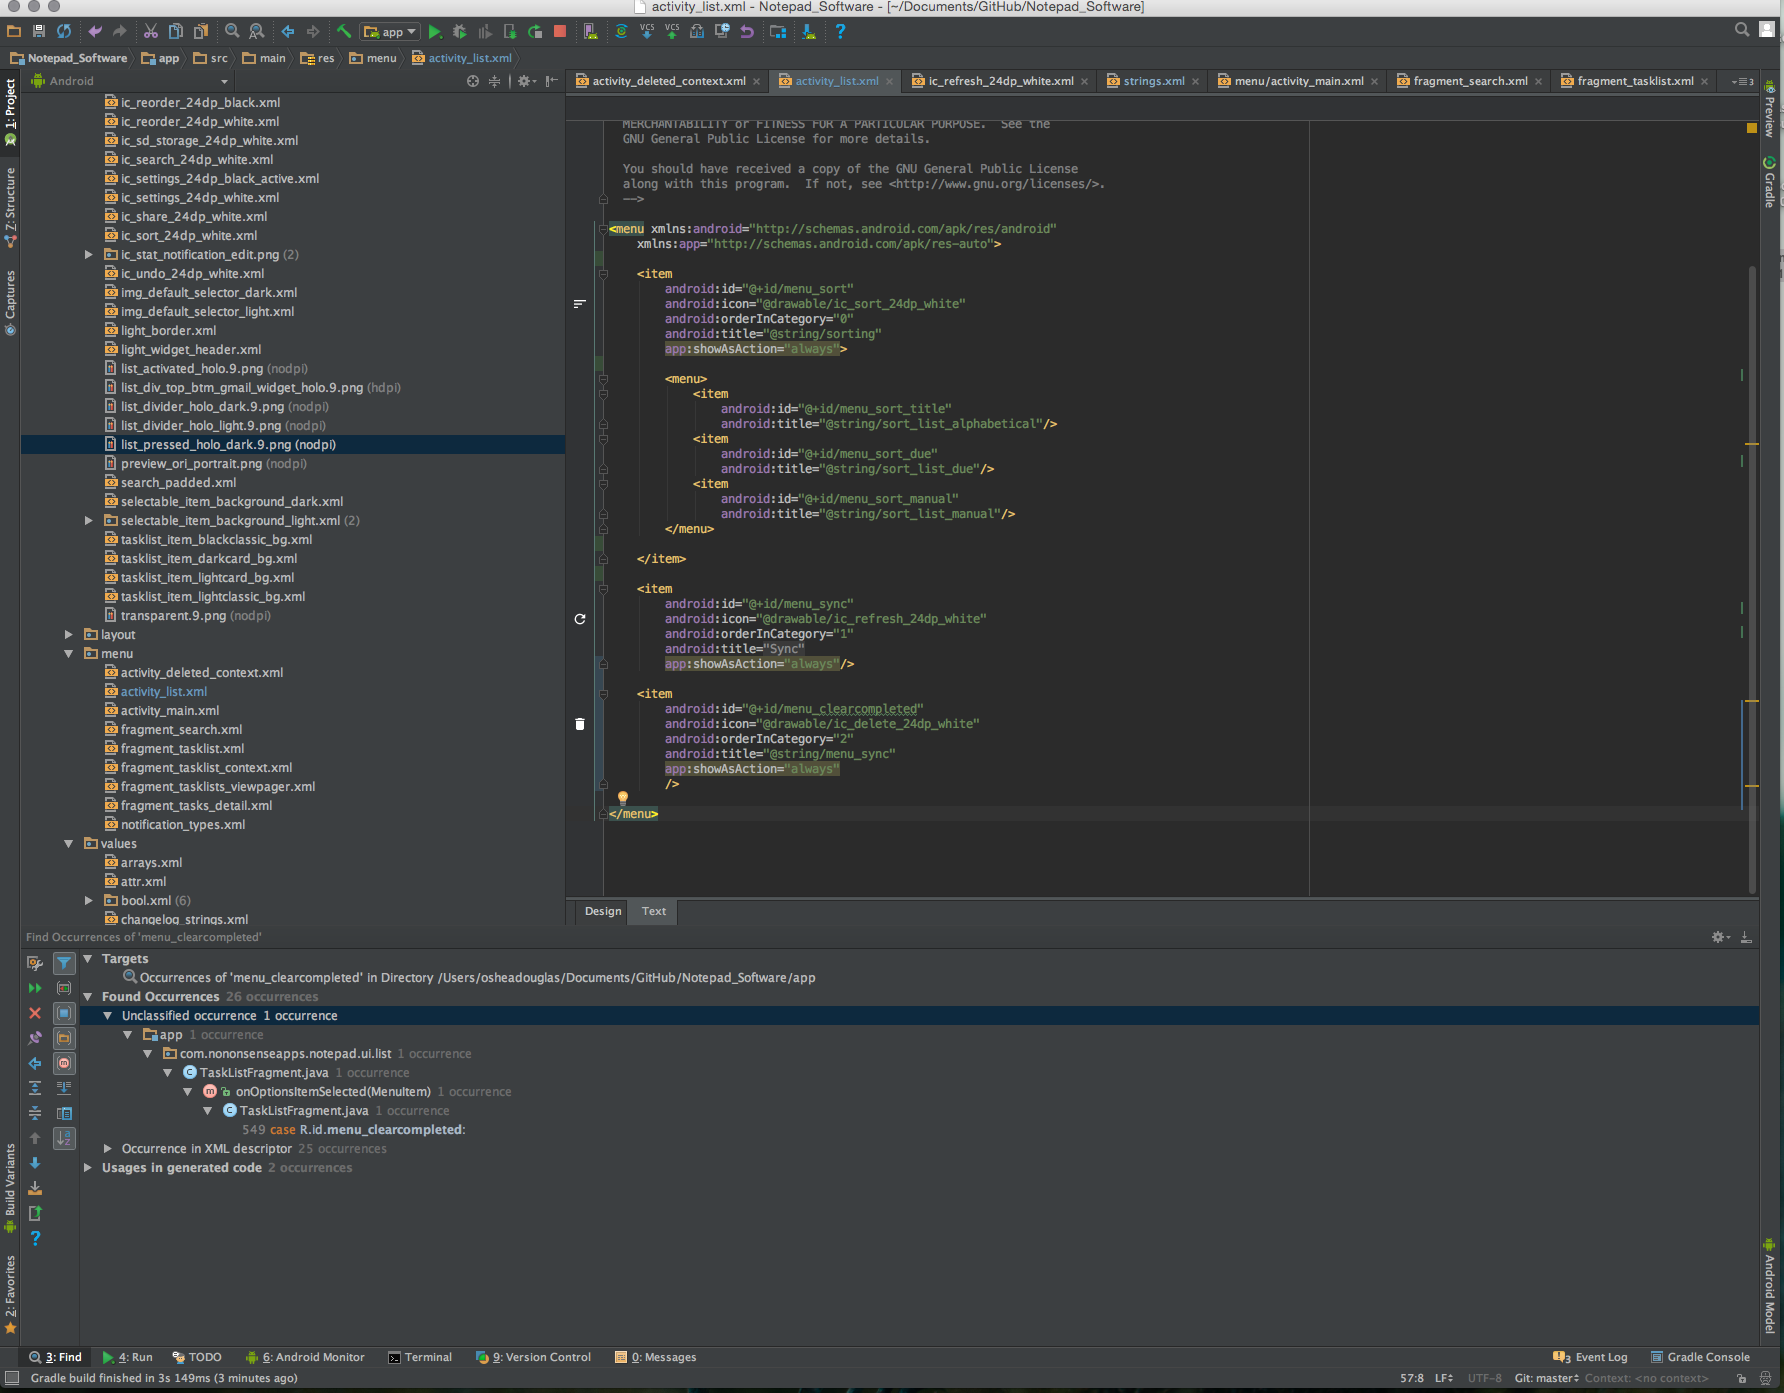 activity_list.xml - Notepad_Software - [~/Documents/GitHub/Notepad_Software]
app
Notepad_Software app src main res menu activity_list.xml
Android
activity_deleted_context.xml activity_list.xml ic_refresh_24dp_white.xml strings.xml menu/activity_main.xml fragment_search.xml fragment_tasklist.xml
1: Project
Z: Structure
Captures
Build Variants
2: Favorites
ic_reorder_24dp_black.xml
ic_reorder_24dp_white.xml
ic_sd_storage_24dp_white.xml
ic_search_24dp_white.xml
ic_settings_24dp_black_active.xml
ic_settings_24dp_white.xml
ic_share_24dp_white.xml
ic_sort_24dp_white.xml
ic_stat_notification_edit.png (2)
ic_undo_24dp_white.xml
img_default_selector_dark.xml
img_default_selector_light.xml
light_border.xml
light_widget_header.xml
list_activated_holo.9.png (nodpi)
list_div_top_btm_gmail_widget_holo.9.png (hdpi)
list_divider_holo_dark.9.png (nodpi)
list_divider_holo_light.9.png (nodpi)
list_pressed_holo_dark.9.png (nodpi)
preview_ori_portrait.png (nodpi)
search_padded.xml
selectable_item_background_dark.xml
selectable_item_background_light.xml (2)
tasklist_item_blackclassic_bg.xml
tasklist_item_darkcard_bg.xml
tasklist_item_lightcard_bg.xml
tasklist_item_lightclassic_bg.xml
transparent.9.png (nodpi)
layout
menu
activity_deleted_context.xml
activity_list.xml
activity_main.xml
fragment_search.xml
fragment_tasklist.xml
fragment_tasklist_context.xml
fragment_tasklists_viewpager.xml
fragment_tasks_detail.xml
notification_types.xml
values
arrays.xml
attr.xml
bool.xml (6)
changelog_strings.xml
MERCHANTABILITY or FITNESS FOR A PARTICULAR PURPOSE.  See the
GNU General Public License for more details.
You should have received a copy of the GNU General Public License
along with this program.  If not, see <http://www.gnu.org/licenses/>.
-->
<menu xmlns:android="http://schemas.android.com/apk/res/android"
xmlns:app="http://schemas.android.com/apk/res-auto">
<item
android:id="@+id/menu_sort"
android:icon="@drawable/ic_sort_24dp_white"
android:orderInCategory="0"
android:title="@string/sorting"
app:showAsAction="always">
<menu>
<item
android:id="@+id/menu_sort_title"
android:title="@string/sort_list_alphabetical"/>
<item
android:id="@+id/menu_sort_due"
android:title="@string/sort_list_due"/>
<item
android:id="@+id/menu_sort_manual"
android:title="@string/sort_list_manual"/>
</menu>
</item>
<item
android:id="@+id/menu_sync"
android:icon="@drawable/ic_refresh_24dp_white"
android:orderInCategory="1"
android:title="Sync"
app:showAsAction="always"/>
<item
android:id="@+id/menu_clearcompleted"
android:icon="@drawable/ic_delete_24dp_white"
android:orderInCategory="2"
android:title="@string/menu_sync"
app:showAsAction="always"
/>
</menu>
Design Text
Preview
Gradle
Android Model
Find Occurrences of 'menu_clearcompleted'
Targets
Occurrences of 'menu_clearcompleted' in Directory /Users/osheadouglas/Documents/GitHub/Notepad_Software/app
Found Occurrences 26 occurrences
Unclassified occurrence 1 occurrence
app 1 occurrence
com.nononsenseapps.notepad.ui.list 1 occurrence
TaskListFragment.java 1 occurrence
onOptionsItemSelected(MenuItem) 1 occurrence
TaskListFragment.java 1 occurrence
549 case R.id.menu_clearcompleted:
Occurrence in XML descriptor 25 occurrences
Usages in generated code 2 occurrences
3: Find 4: Run TODO 6: Android Monitor Terminal 9: Version Control 0: Messages 3 Event Log Gradle Console
Gradle build finished in 3s 149ms (3 minutes ago) 57:8 LF UTF-8 Git: master Context: <no context>